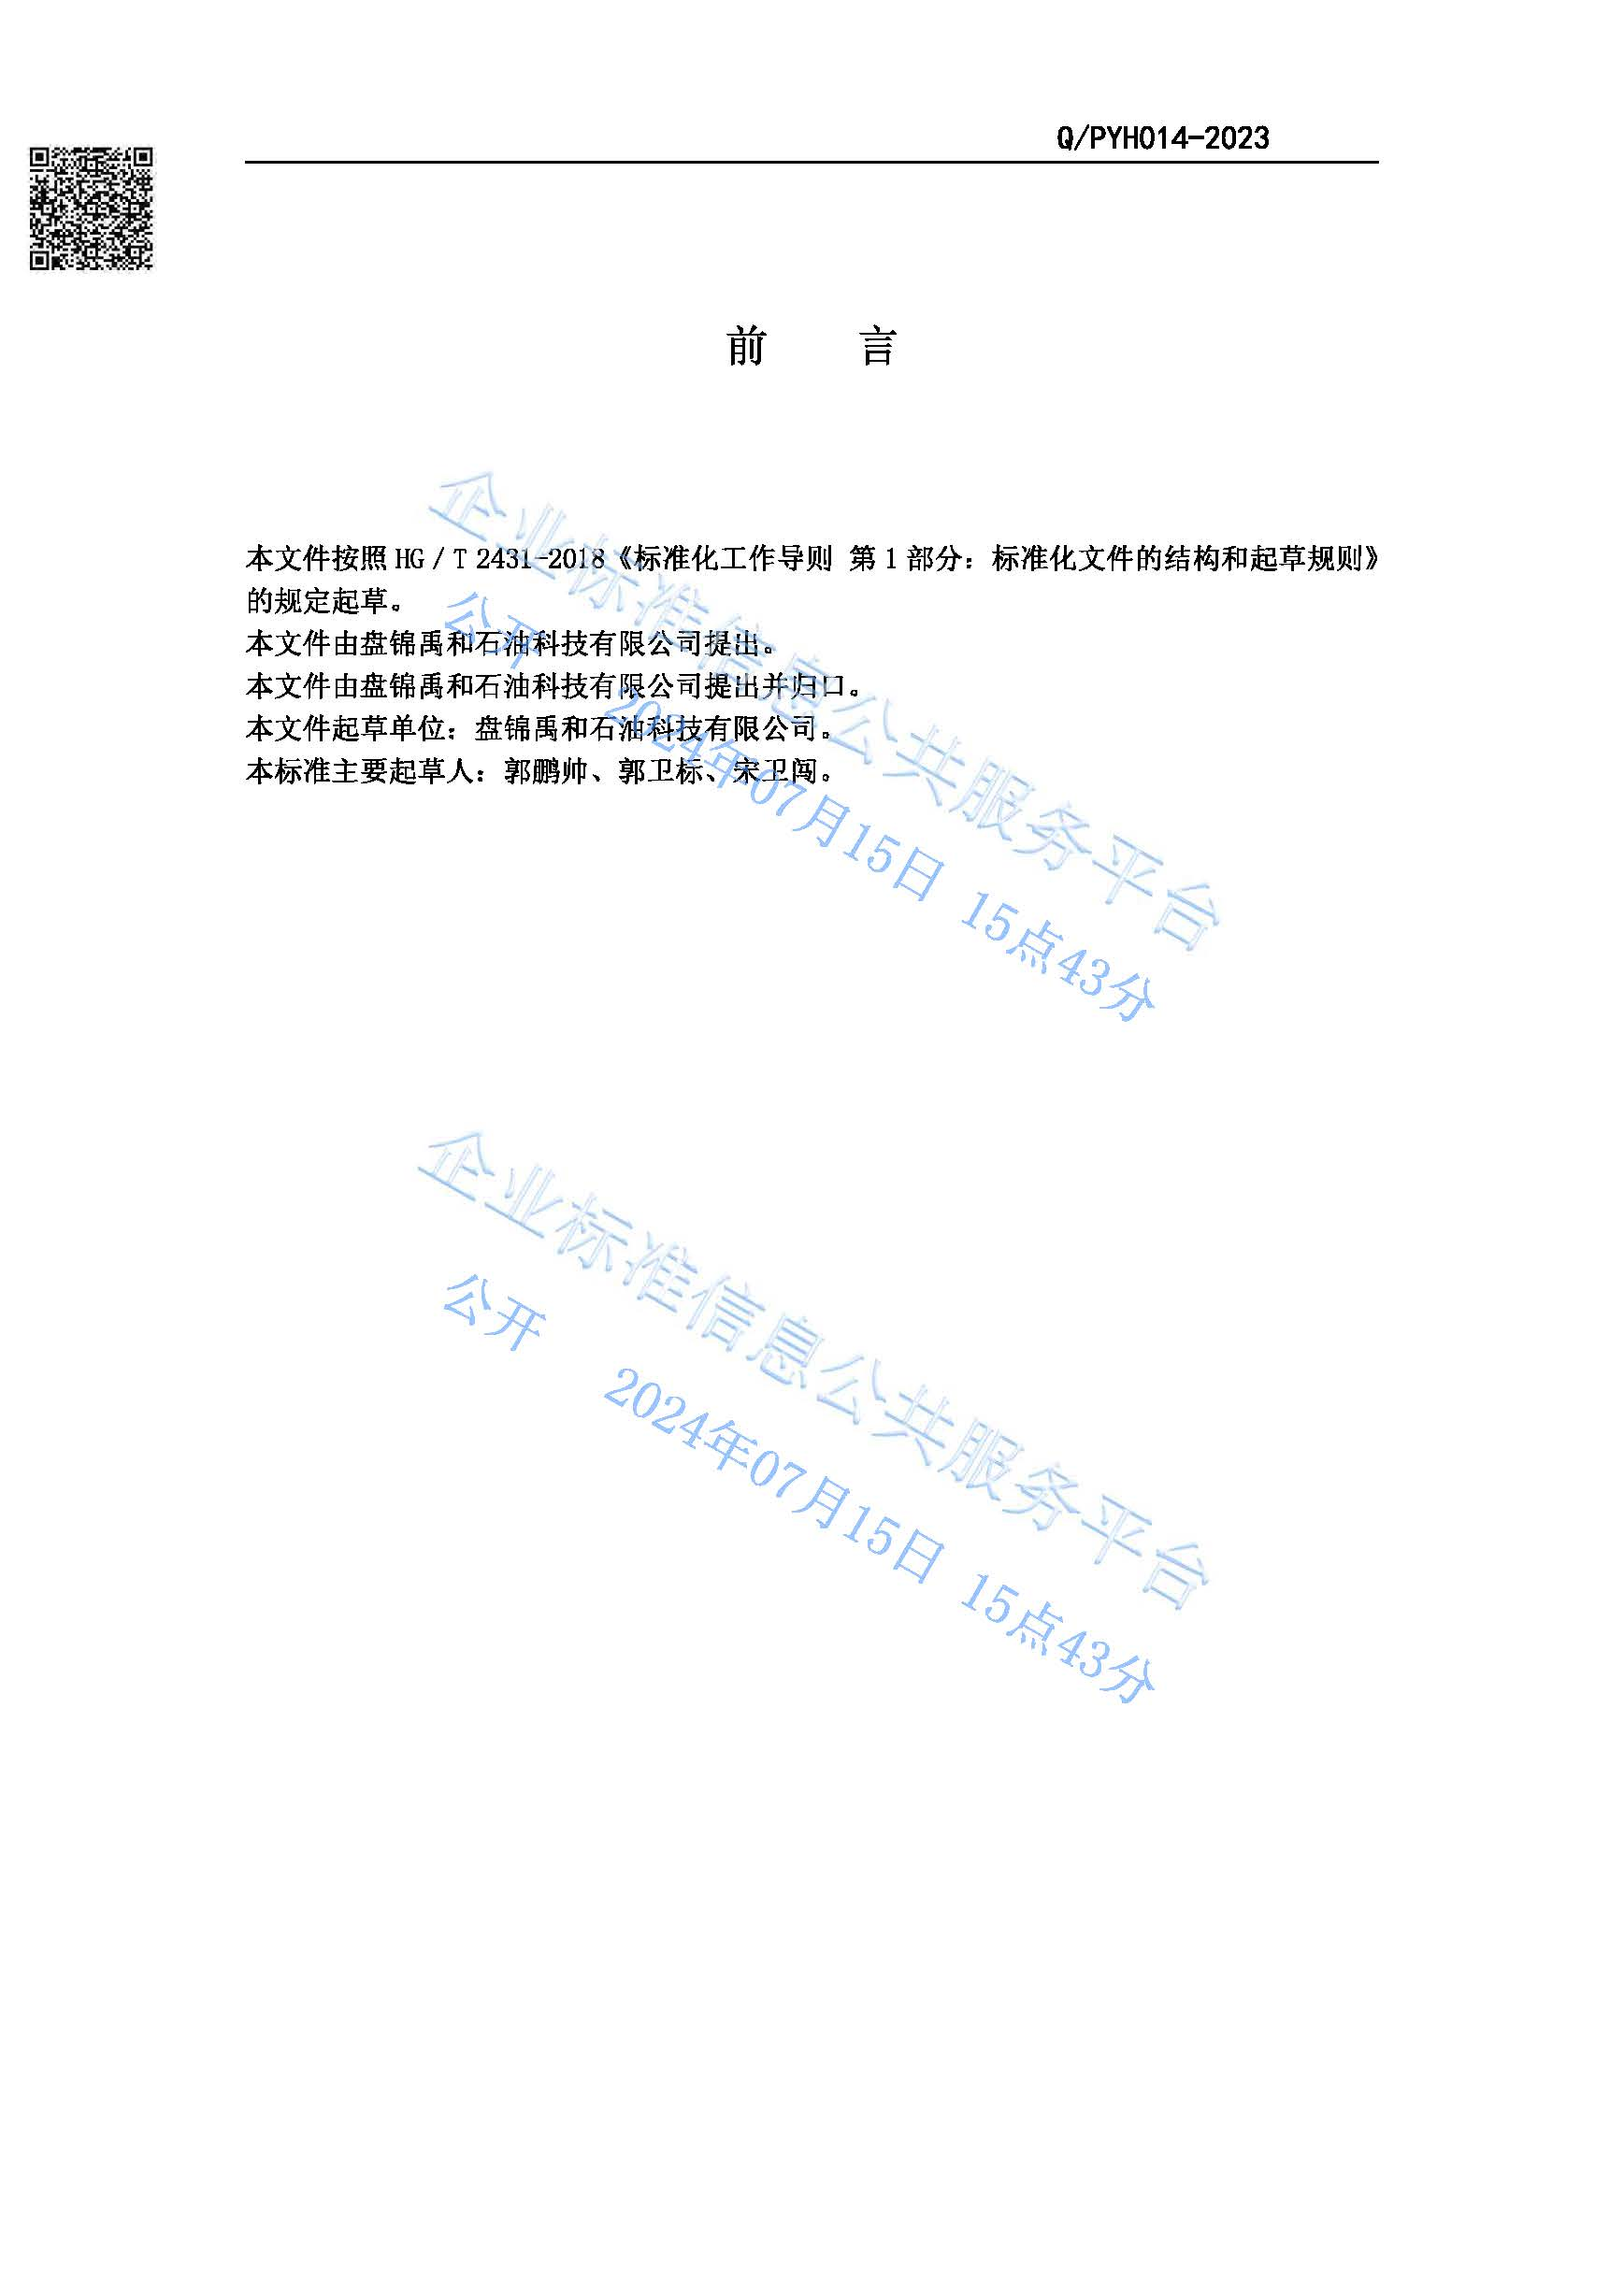 Q/PYH014-2023
前 言
本文件按照 HG / T 2431-2018《标准化工作导则 第 1 部分：标准化文件的结构和起草规则》
的规定起草。
本文件由盘锦禹和石油科技有限公司提出。
本文件由盘锦禹和石油科技有限公司提出并归口。
本文件起草单位：盘锦禹和石油科技有限公司。
本标准主要起草人：郭鹏帅、郭卫标、宋卫闯。
企业标准信息公共服务平台
公开 2024年07月15日 15点43分
企业标准信息公共服务平台
公开 2024年07月15日 15点43分